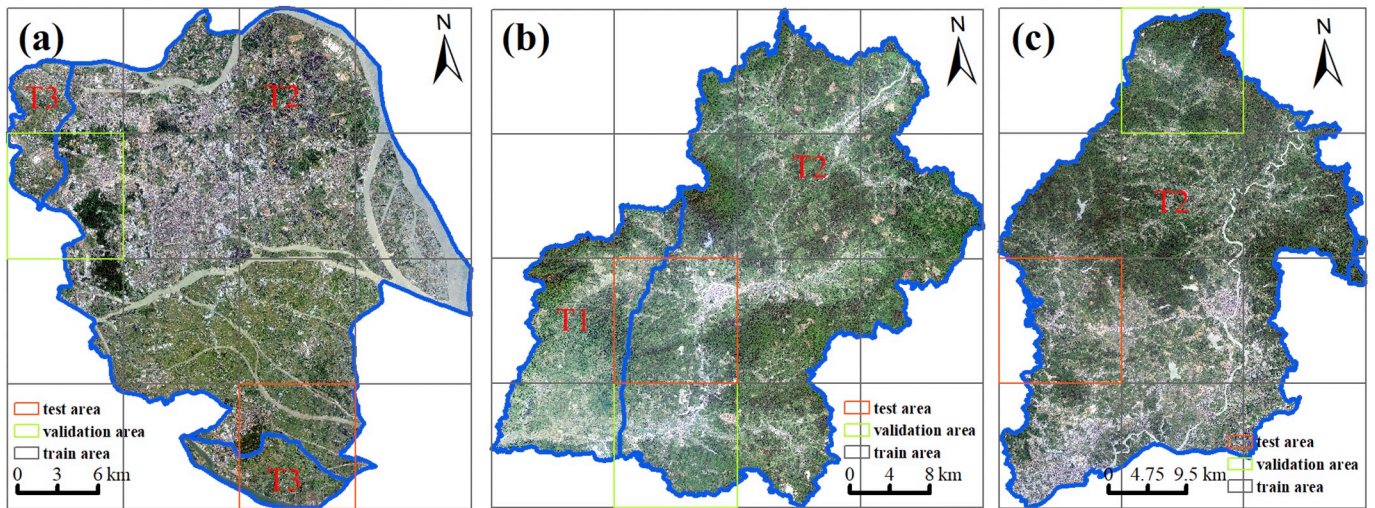 (a)
N
T3
T2
test area
validation area
train area
0 3 6 km
T3
(b)
N
T2
T1
test area
validation area
train area
0 4 8 km
(c)
N
T2
test area
0 4.75 9.5 km
validation area
train area